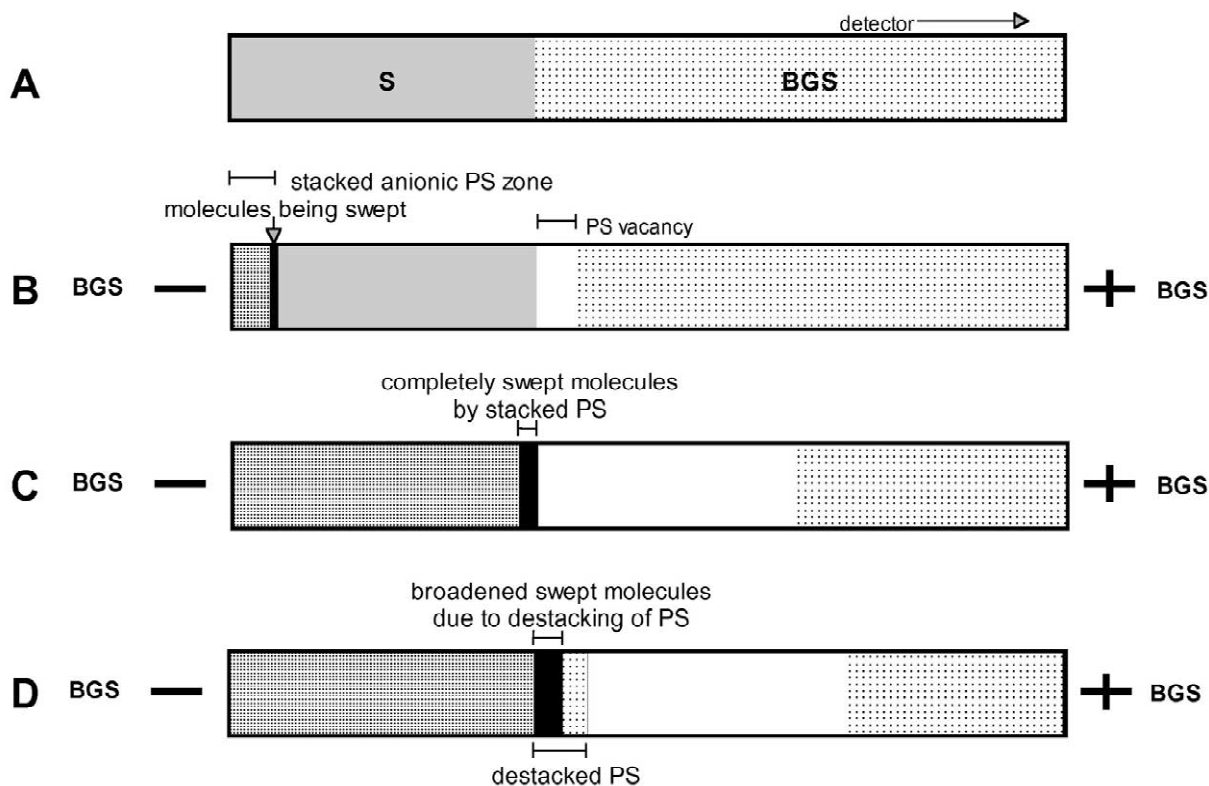 detector
A
S
BGS
stacked anionic PS zone
molecules being swept
PS vacancy
B
BGS
—
+
BGS
completely swept molecules
by stacked PS
C
BGS
—
+
BGS
broadened swept molecules
due to destacking of PS
D
BGS
—
+
BGS
destacked PS